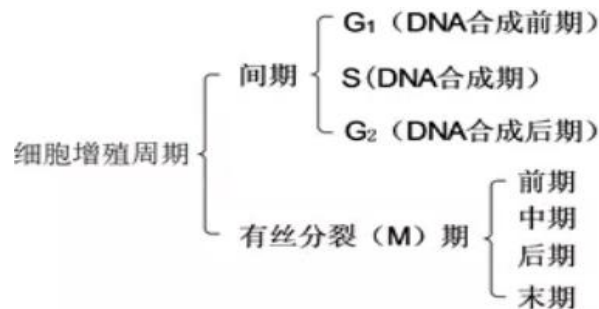 G₁（DNA合成前期）
间期
S(DNA合成期）
G₂（DNA合成后期）
细胞增殖周期
前期
中期
有丝分裂（M）期
后期
末期